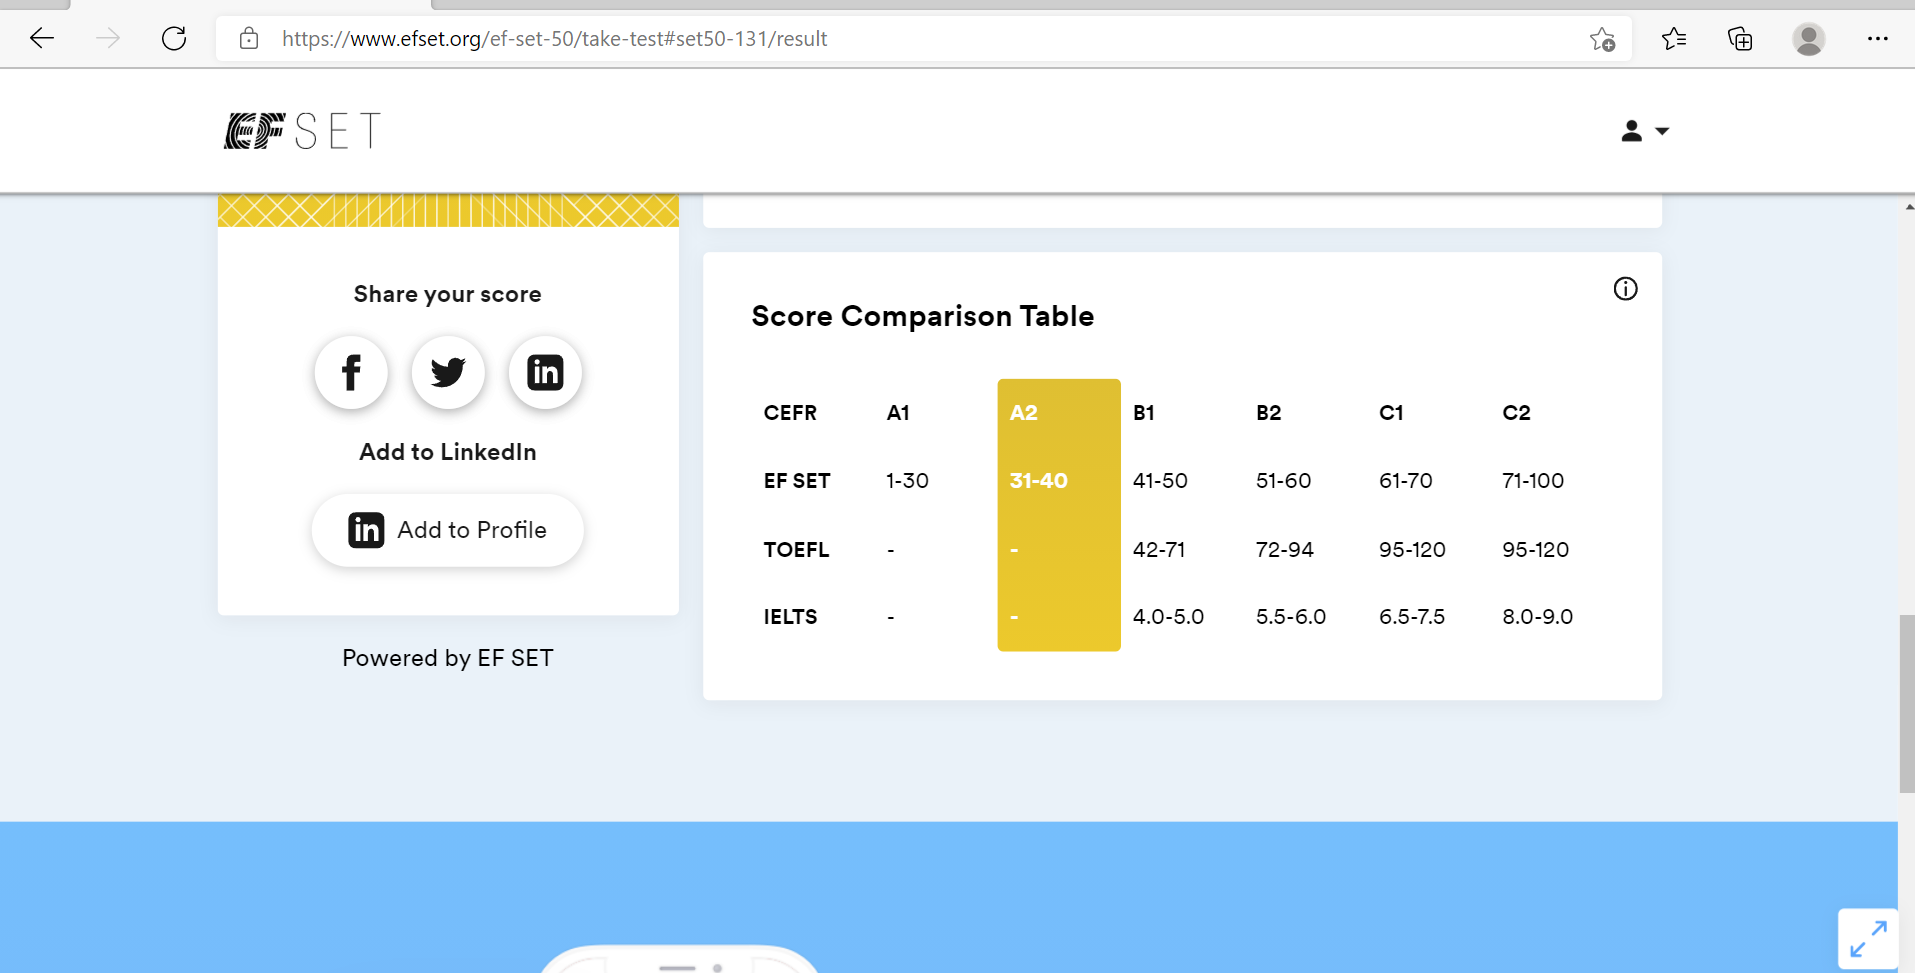 https://www.efset.org/ef-set-50/take-test#set50-131/result
EF SET
Share your score
Add to LinkedIn
in Add to Profile
Powered by EF SET
Score Comparison Table
CEFR A1 A2 B1 B2 C1 C2
EF SET 1-30 31-40 41-50 51-60 61-70 71-100
TOEFL - - 42-71 72-94 95-120 95-120
IELTS - - 4.0-5.0 5.5-6.0 6.5-7.5 8.0-9.0